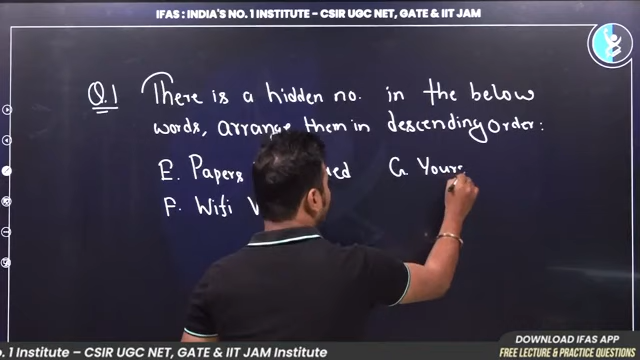 IFAS : INDIA'S NO. 1 INSTITUTE – CSIR UGC NET, GATE & IIT JAM
Q.1 There is a hidden no. in the below
words, arrange them in descending order :
E. Papers G. Yours
F. Wifi
DOWNLOAD IFAS APP
. 1 Institute – CSIR UGC NET, GATE & IIT JAM Institute
FREE LECTURE & PRACTICE QUESTIONS